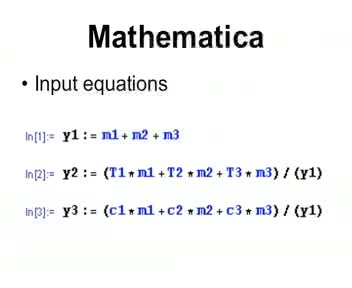 Mathematica
• Input equations
In[1]:= y1 := m1 + m2 + m3
In[2]:= y2 := (T1 * m1 + T2 * m2 + T3 * m3) / (y1)
In[3]:= y3 := (c1 * m1 + c2 * m2 + c3 * m3) / (y1)